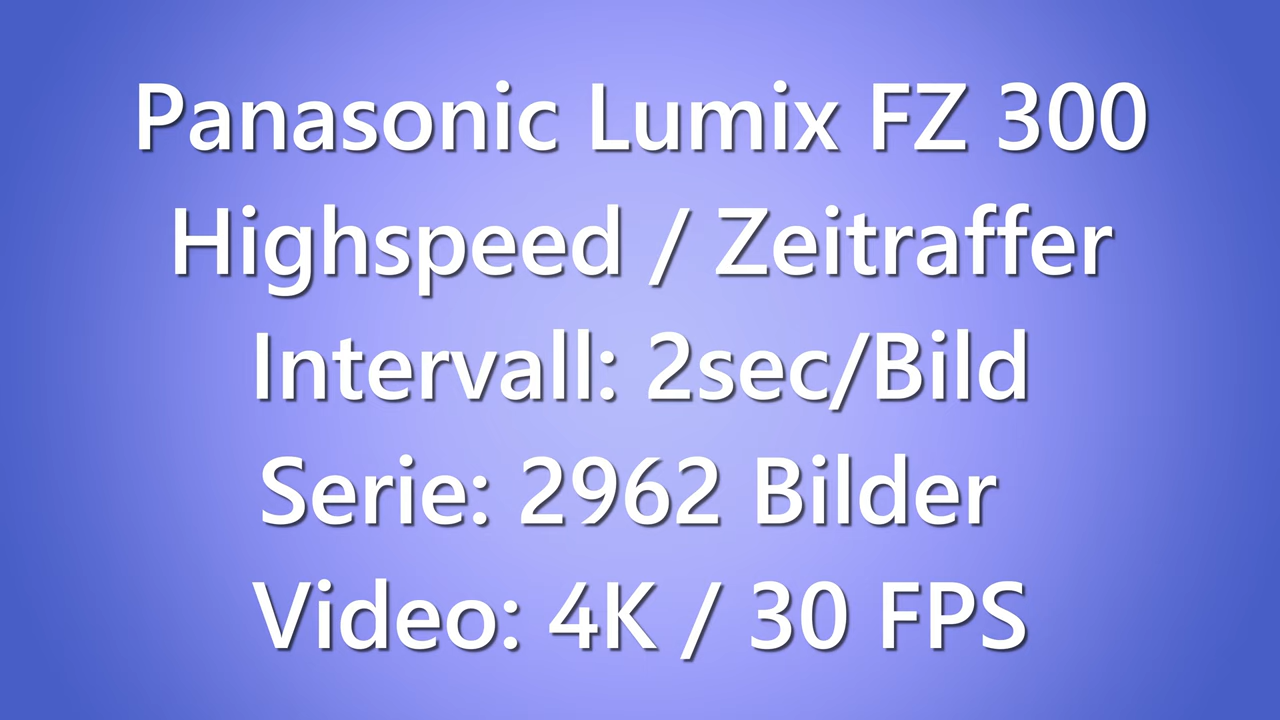 Panasonic Lumix FZ 300
Highspeed / Zeitraffer
Intervall: 2sec/Bild
Serie: 2962 Bilder
Video: 4K / 30 FPS